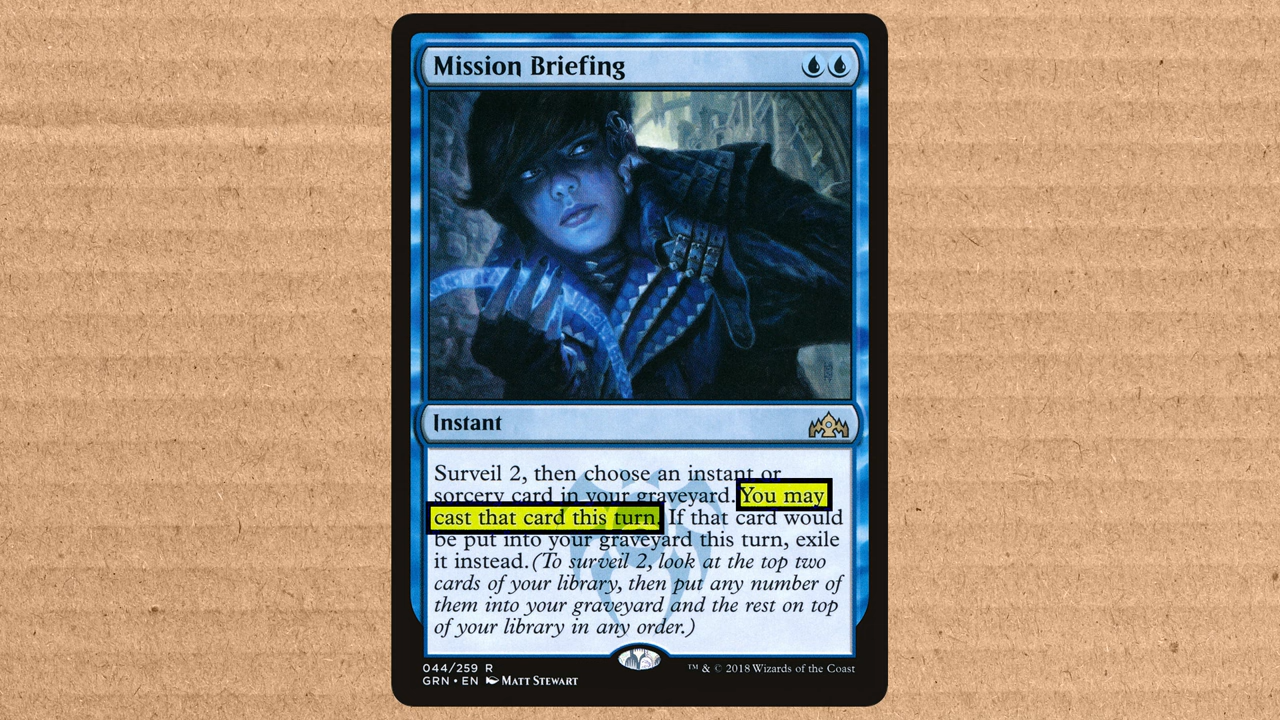 Mission Briefing
Instant
Surveil 2, then choose an instant or
sorcery card in your graveyard. You may
cast that card this turn. If that card would
be put into your graveyard this turn, exile
it instead. (To surveil 2, look at the top two
cards of your library, then put any number of
them into your graveyard and the rest on top
of your library in any order.)
044/259 R
™ & © 2018 Wizards of the Coast
GRN • EN Matt Stewart